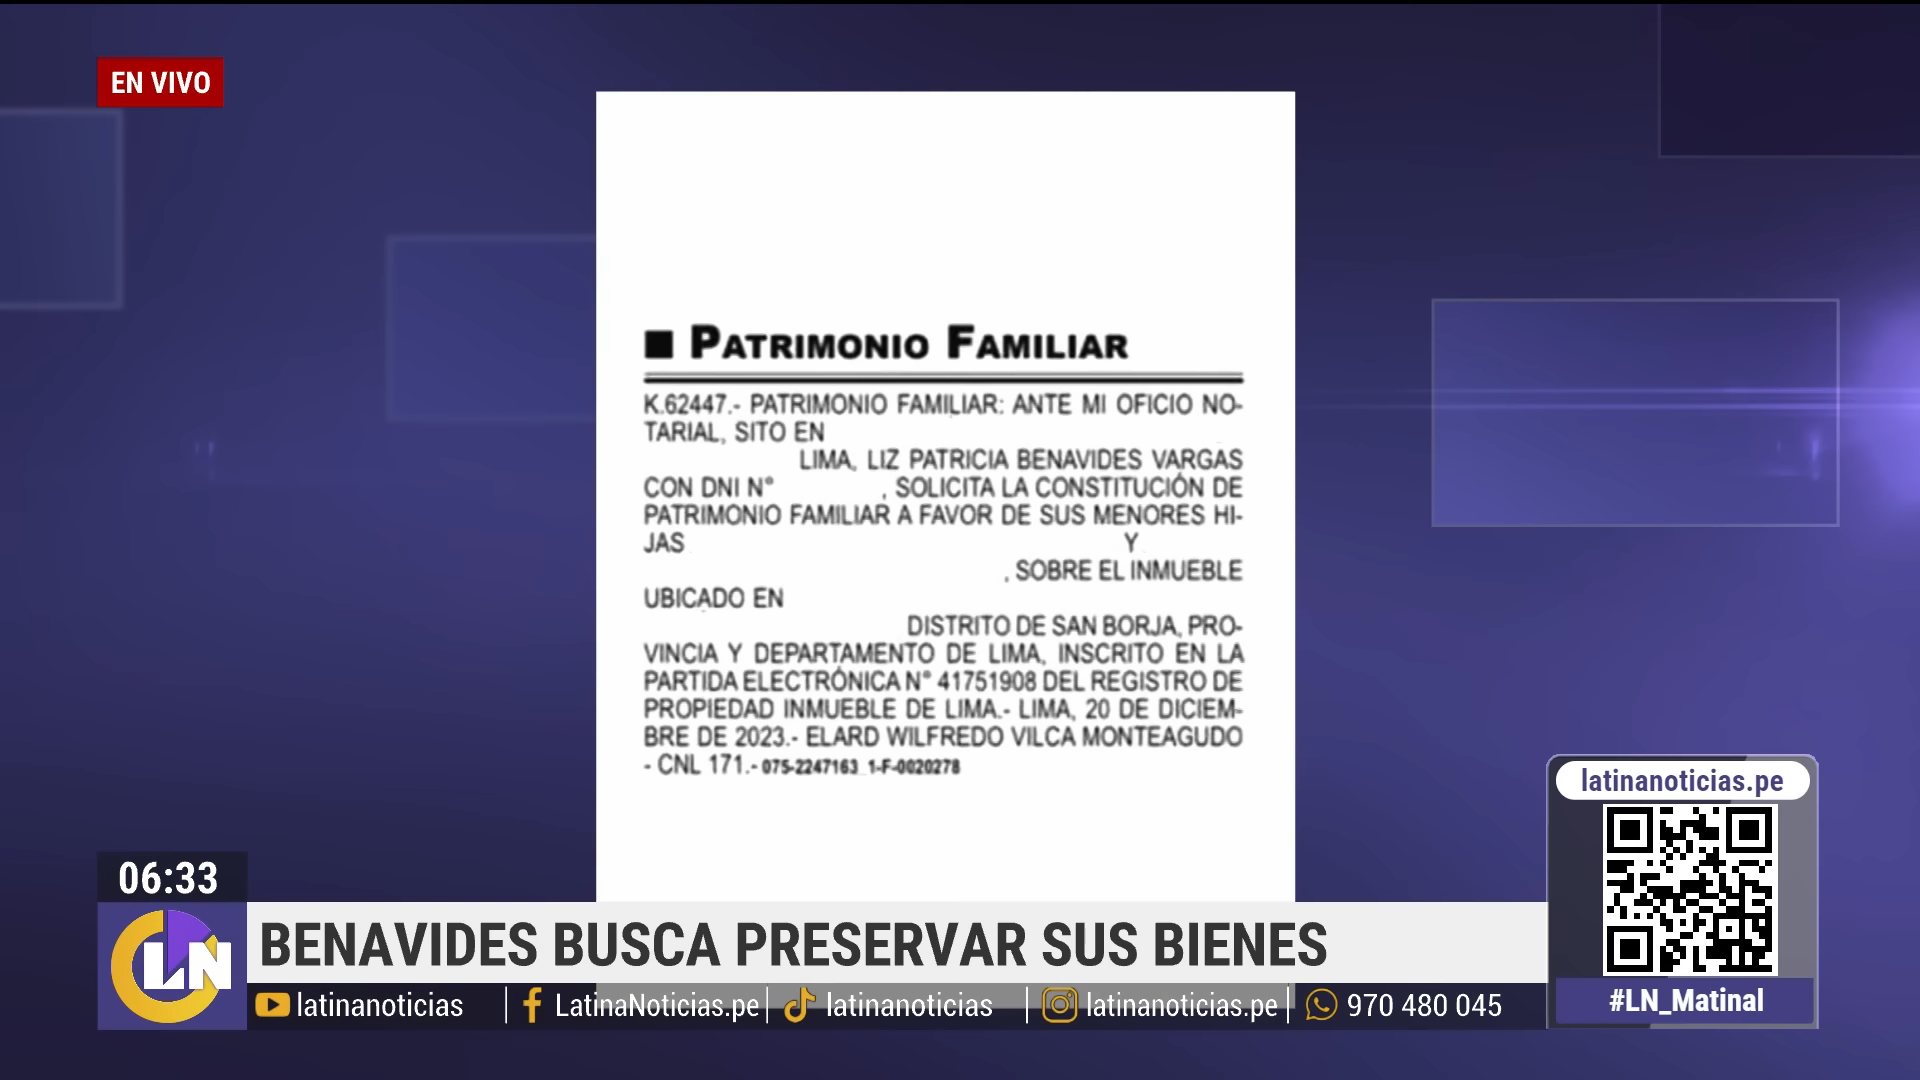 EN VIVO
■ PATRIMONIO FAMILIAR
K.62447.- PATRIMONIO FAMILIAR: ANTE MI OFICIO NO-
TARIAL, SITO EN
LIMA, LIZ PATRICIA BENAVIDES VARGAS
CON DNI N° , SOLICITA LA CONSTITUCIÓN DE
PATRIMONIO FAMILIAR A FAVOR DE SUS MENORES HI-
JAS Y
, SOBRE EL INMUEBLE
UBICADO EN
DISTRITO DE SAN BORJA, PRO-
VINCIA Y DEPARTAMENTO DE LIMA, INSCRITO EN LA
PARTIDA ELECTRÓNICA N° 41751908 DEL REGISTRO DE
PROPIEDAD INMUEBLE DE LIMA.- LIMA, 20 DE DICIEM-
BRE DE 2023.- ELARD WILFREDO VILCA MONTEAGUDO
- CNL 171.- 075-2247163 1-F-0020278
latinanoticias.pe
06:33
LN
BENAVIDES BUSCA PRESERVAR SUS BIENES
latinanoticias | LatinaNoticias.pe | latinanoticias | latinanoticias.pe | 970 480 045
#LN_Matinal